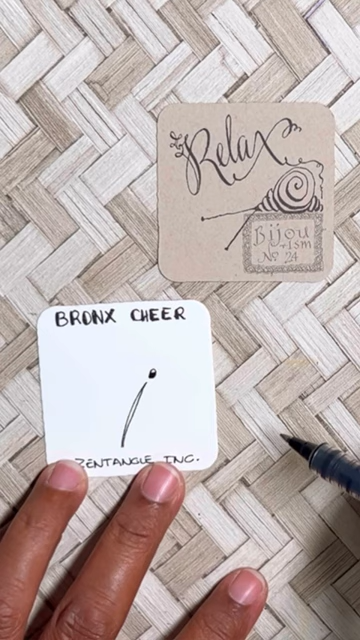 Relax
Bijou
ism
Nº 24
BRONX CHEER
ZENTANGLE INC.